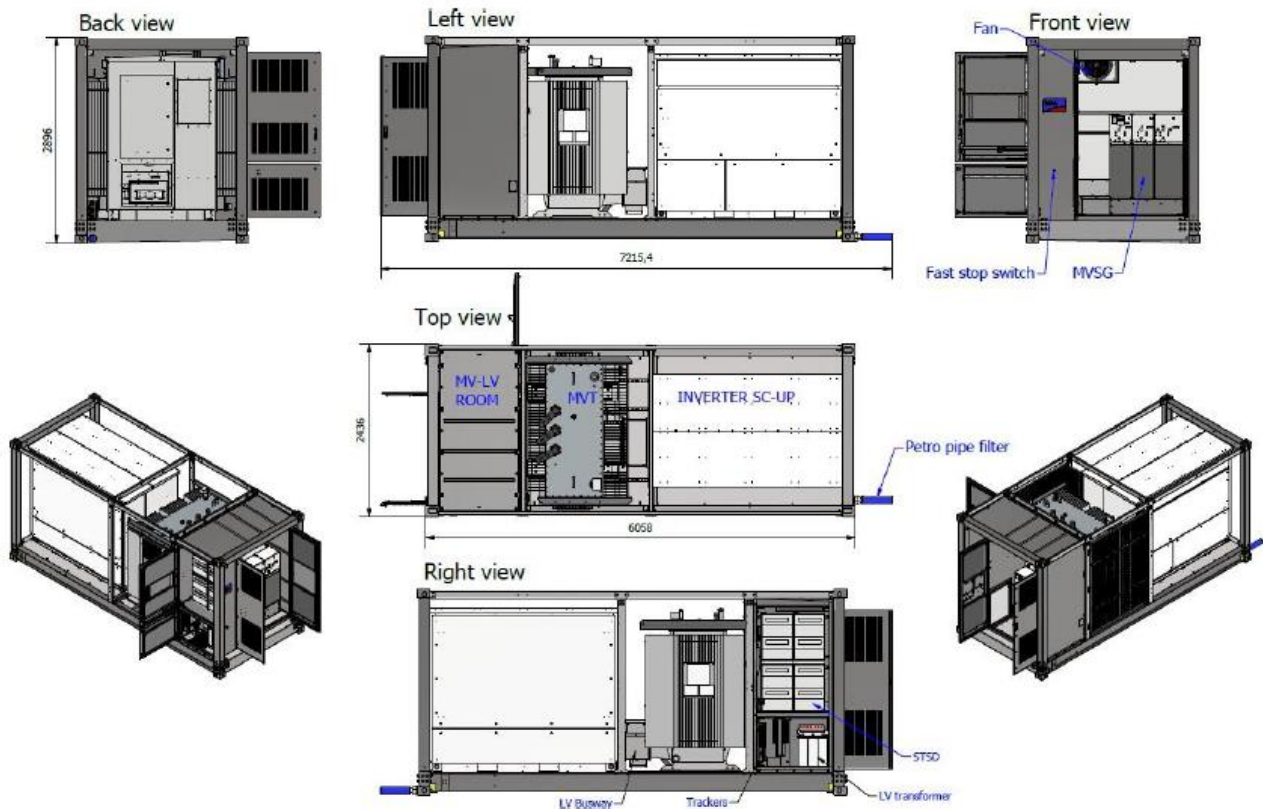 Back view
Left view
Front view
Fan
2896
7215,4
Fast stop switch
MVSG
Top view
MV-LV
ROOM
MVT
INVERTER SC-UP
2436
Petro pipe filter
6058
Right view
STSD
LV Busway
Trackers
LV transformer